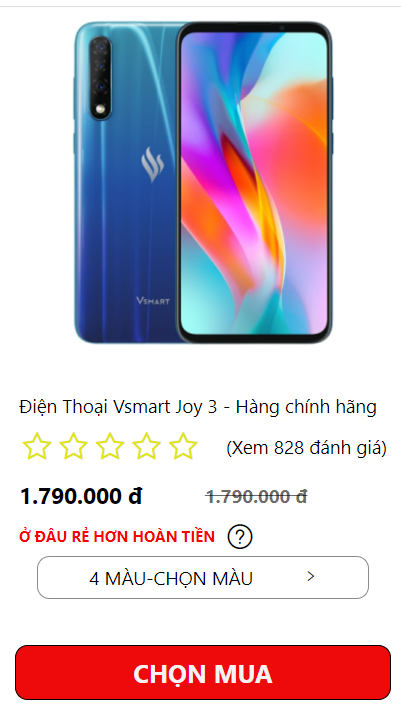 VSMART
Điện Thoại Vsmart Joy 3 - Hàng chính hãng
(Xem 828 đánh giá)
1.790.000 đ 1.790.000 đ
Ở ĐÂU RẺ HƠN HOÀN TIỀN ?
4 MÀU-CHỌN MÀU >
CHỌN MUA